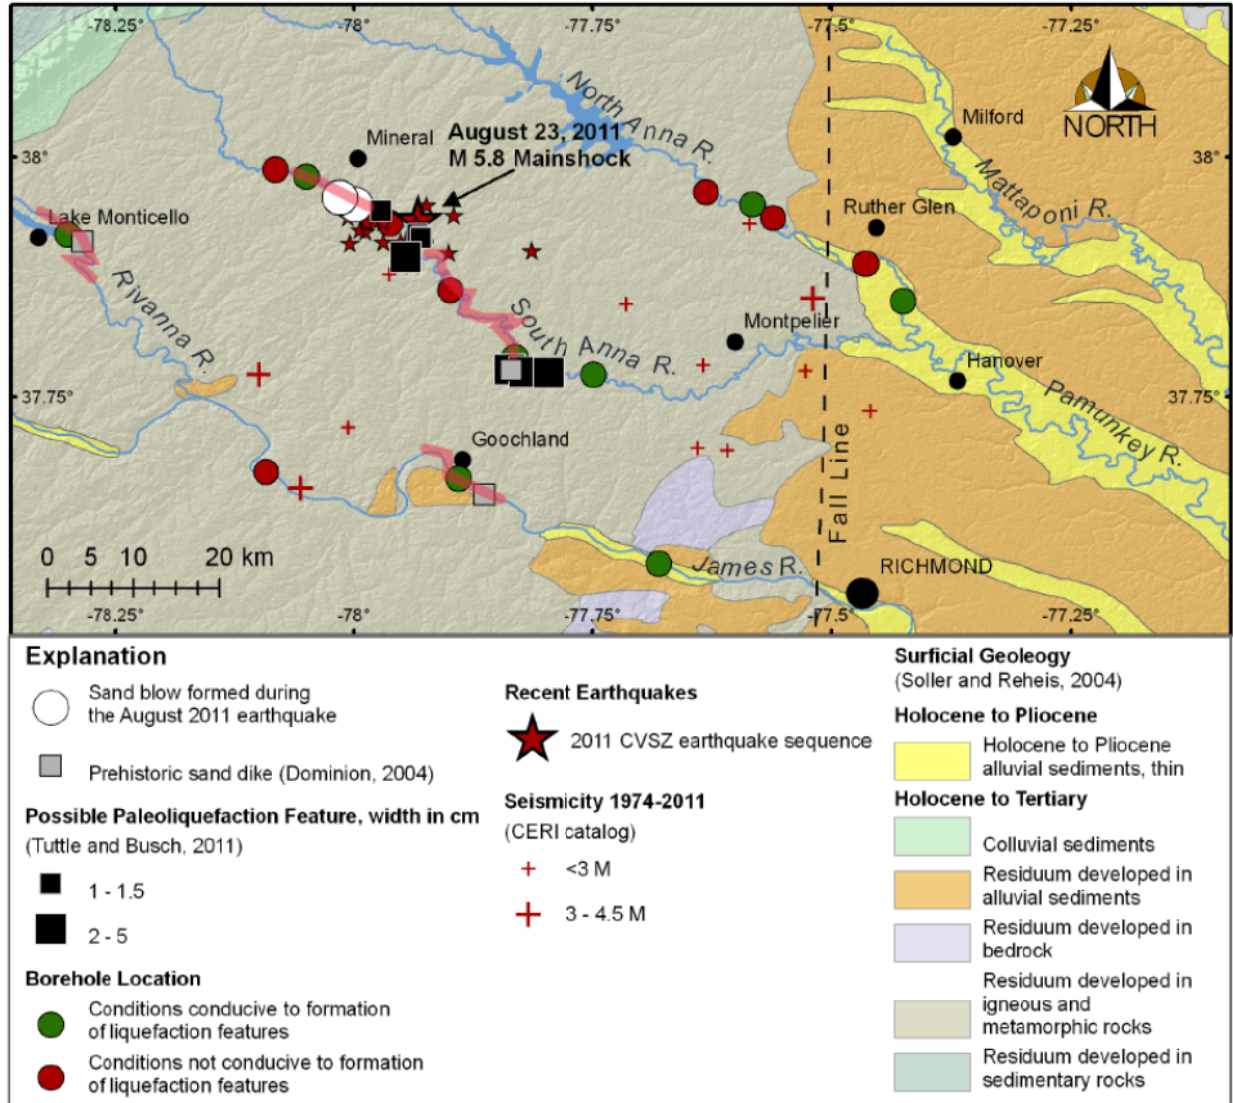 -78.25°
-78°
-77.75°
-77.5°
-77.25°
North Anna R.
NORTH
Milford
Mineral
August 23, 2011
M 5.8 Mainshock
38°
38°
Mattaponi R.
Lake Monticello
Ruther Glen
Rivanna R.
South Anna R.
Montpelier
Hanover
37.75°
37.75°
Pamunkey R.
Goochland
Fall Line
0 5 10 20 km
James R.
RICHMOND
-78.25°
-78°
-77.75°
-77.5°
-77.25°
Explanation
Sand blow formed during
the August 2011 earthquake
Prehistoric sand dike (Dominion, 2004)
Possible Paleoliquefaction Feature, width in cm
(Tuttle and Busch, 2011)
1 - 1.5
2 - 5
Borehole Location
Conditions conducive to formation
of liquefaction features
Conditions not conducive to formation
of liquefaction features
Recent Earthquakes
2011 CVSZ earthquake sequence
Seismicity 1974-2011
(CERI catalog)
<3 M
3 - 4.5 M
Surficial Geoleogy
(Soller and Reheis, 2004)
Holocene to Pliocene
Holocene to Pliocene
alluvial sediments, thin
Holocene to Tertiary
Colluvial sediments
Residuum developed in
alluvial sediments
Residuum developed in
bedrock
Residuum developed in
igneous and
metamorphic rocks
Residuum developed in
sedimentary rocks